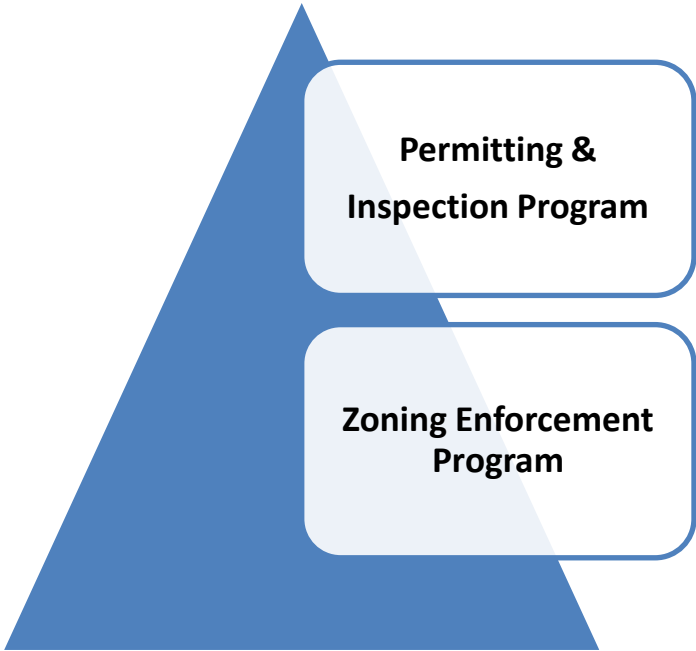 Permitting &
Inspection Program
Zoning Enforcement
Program